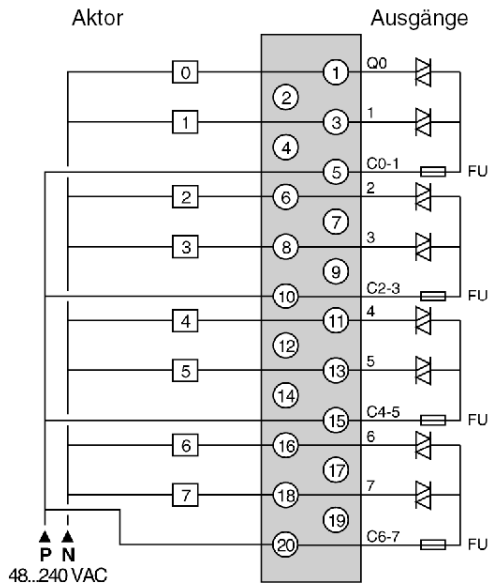 Aktor Ausgänge
0 1 Q0
2
1 3 1
4
5 C0-1 FU
2 6 2
7
3 8 3
9
10 C2-3 FU
4 11 4
12
5 13 5
14
15 C4-5 FU
6 16 6
17
7 18 7
19
20 C6-7 FU
P N
48...240 VAC